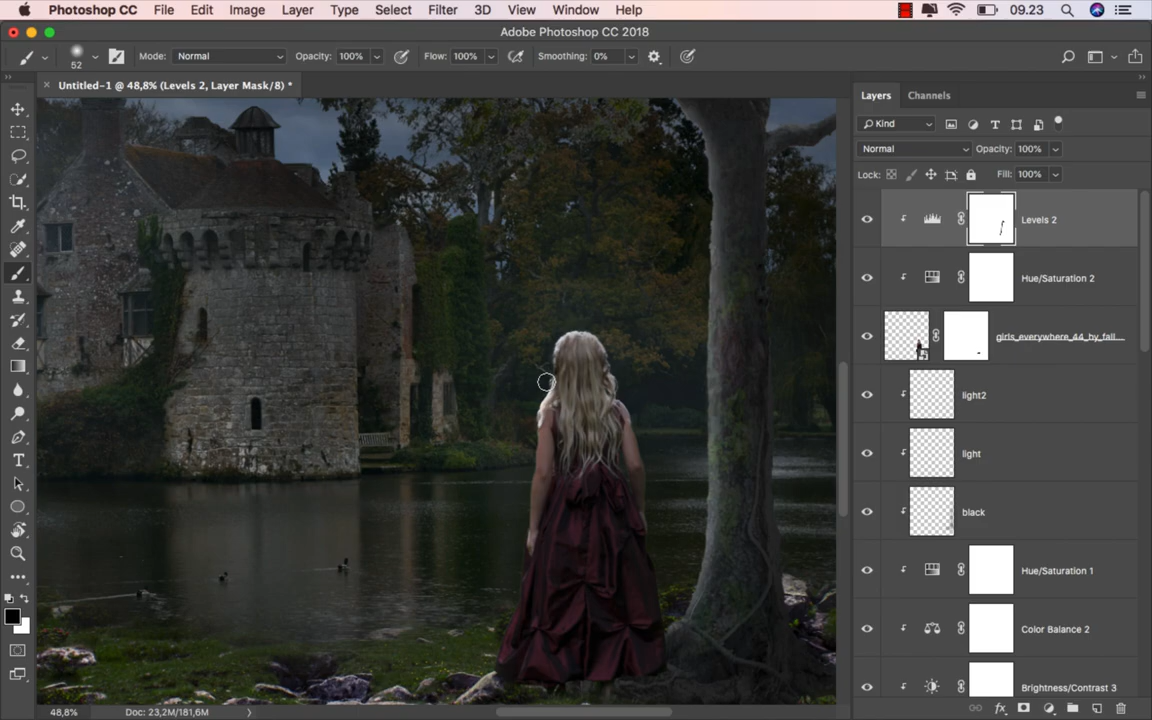 Photoshop CC File Edit Image Layer Type Select Filter 3D View Window Help 09.23
Adobe Photoshop CC 2018
52 Mode: Normal Opacity: 100% Flow: 100% Smoothing: 0%
× Untitled-1 @ 48,8% (Levels 2, Layer Mask/8) *
Layers Channels
Kind
Normal Opacity: 100%
Lock: Fill: 100%
Levels 2
Hue/Saturation 2
girls_everywhere_44_by_fall...
light2
light
black
Hue/Saturation 1
Color Balance 2
Brightness/Contrast 3
48,8% Doc: 23,2M/181,6M